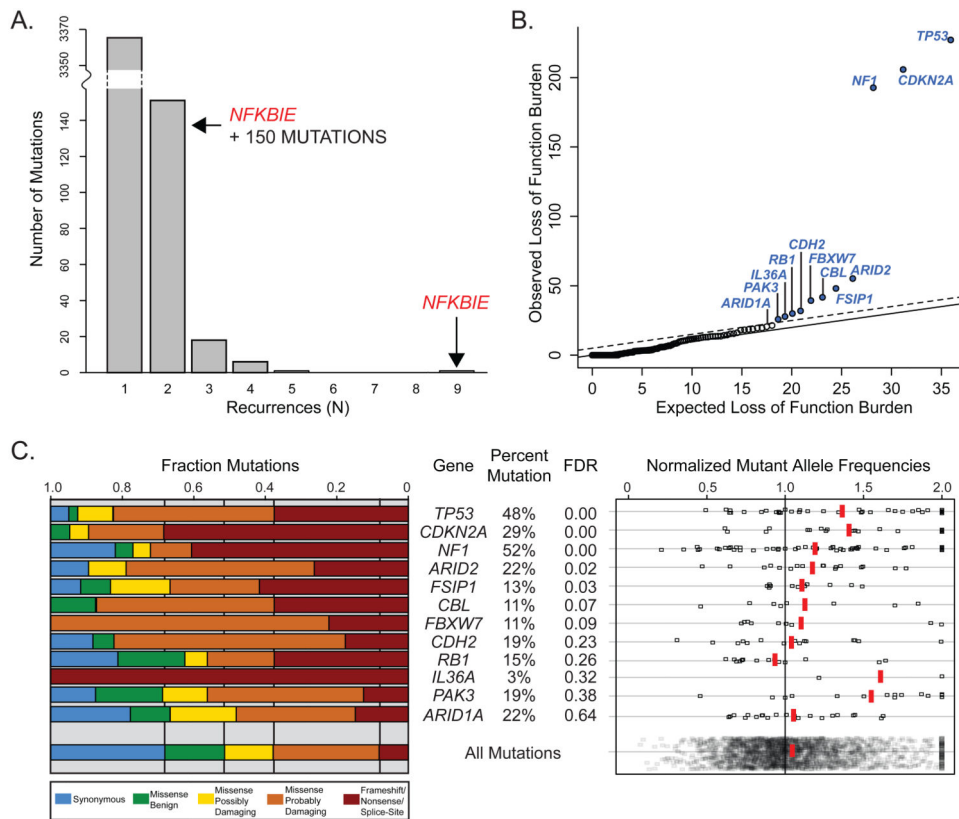 A.
3370
3350
140
120
100
80
60
40
20
0
Number of Mutations
NFKBIE
+ 150 MUTATIONS
NFKBIE
1 2 3 4 5 6 7 8 9
Recurrences (N)
B.
200
150
100
50
0
Observed Loss of Function Burden
TP53
NF1
CDKN2A
CDH2
RB1
FBXW7
IL36A
CBL
ARID2
PAK3
FSIP1
ARID1A
0 5 10 15 20 25 30 35
Expected Loss of Function Burden
C.
Fraction Mutations
1.0 0.8 0.6 0.4 0.2 0
Gene Percent Mutation FDR
TP53 48% 0.00
CDKN2A 29% 0.00
NF1 52% 0.00
ARID2 22% 0.02
FSIP1 13% 0.03
CBL 11% 0.07
FBXW7 11% 0.09
CDH2 19% 0.23
RB1 15% 0.26
IL36A 3% 0.32
PAK3 19% 0.38
ARID1A 22% 0.64
All Mutations
Normalized Mutant Allele Frequencies
0 0.5 1.0 1.5 2.0
Synonymous
Missense
Benign
Missense
Possibly
Damaging
Missense
Probably
Damaging
Frameshift/
Nonsense/
Splice-Site